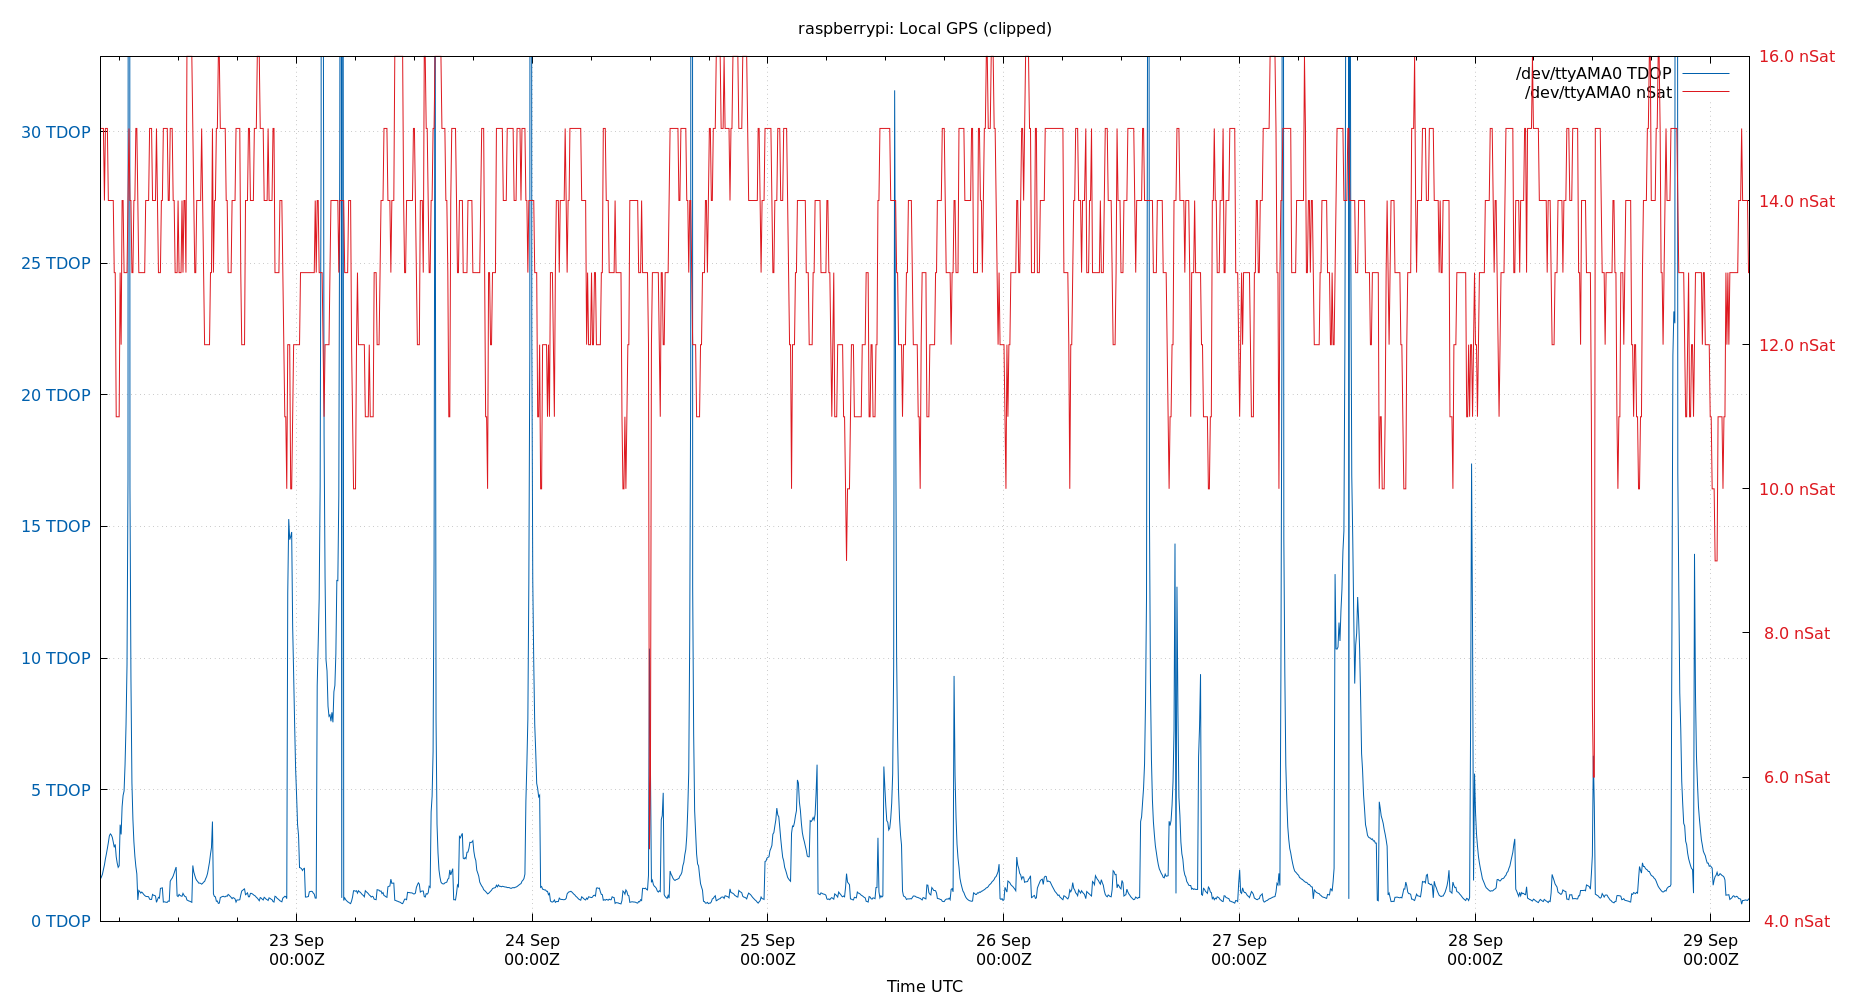 raspberrypi: Local GPS (clipped)
/dev/ttyAMA0 TDOP
/dev/ttyAMA0 nSat
30 TDOP
25 TDOP
20 TDOP
15 TDOP
10 TDOP
5 TDOP
0 TDOP
16.0 nSat
14.0 nSat
12.0 nSat
10.0 nSat
8.0 nSat
6.0 nSat
4.0 nSat
23 Sep 24 Sep 25 Sep 26 Sep 27 Sep 28 Sep 29 Sep
00:00Z 00:00Z 00:00Z 00:00Z 00:00Z 00:00Z 00:00Z
Time UTC